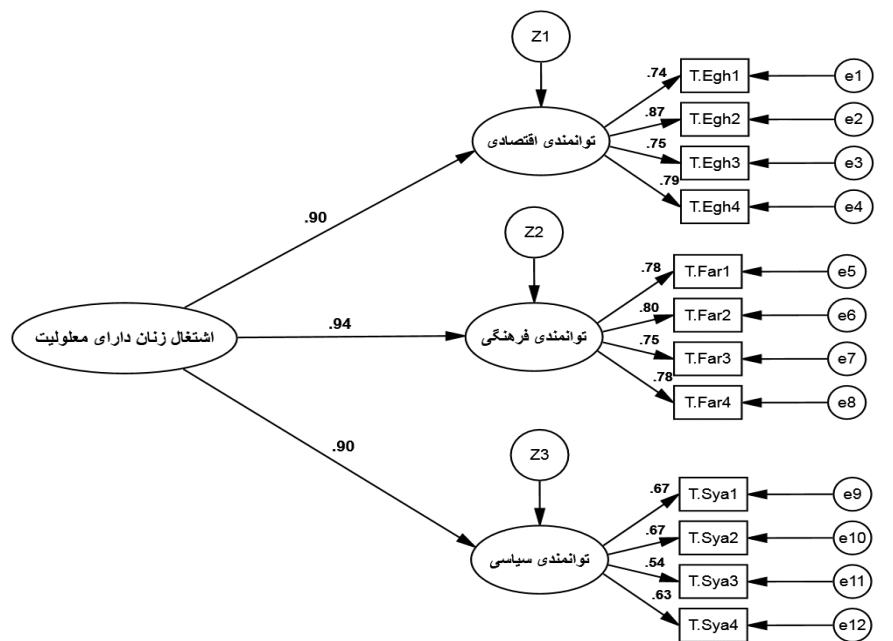 Z1
.74
T.Egh1
e1
.87
T.Egh2
e2
توانمندی اقتصادی
.75
T.Egh3
e3
.79
T.Egh4
e4
.90
Z2
.78
T.Far1
e5
.80
T.Far2
e6
اشتغال زنان دارای معلولیت
.94
توانمندی فرهنگی
.75
T.Far3
e7
.78
T.Far4
e8
.90
Z3
.67
T.Sya1
e9
.67
T.Sya2
e10
توانمندی سیاسی
.54
T.Sya3
e11
.63
T.Sya4
e12